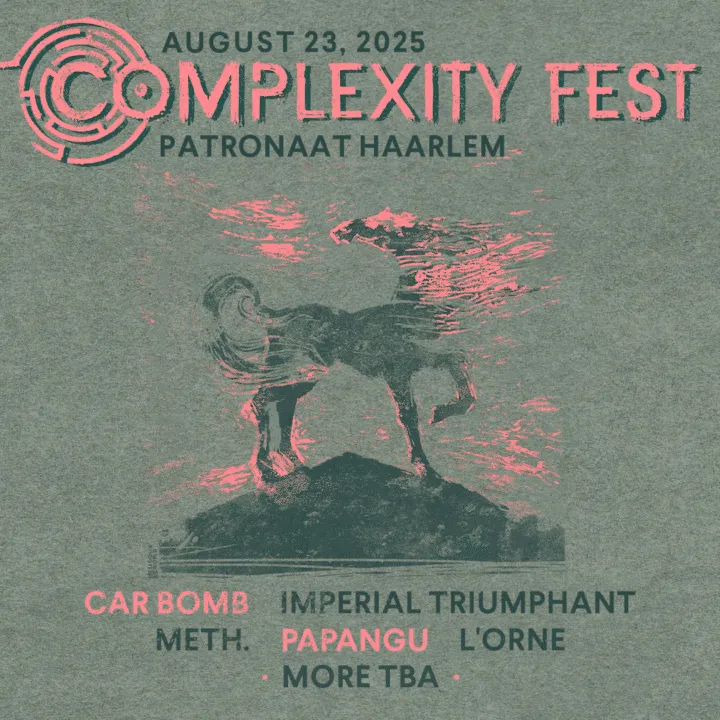 AUGUST 23, 2025
COMPLEXITY FEST
PATRONAAT HAARLEM
CAR BOMB IMPERIAL TRIUMPHANT
METH. PAPANGU L'ORNE
· MORE TBA ·